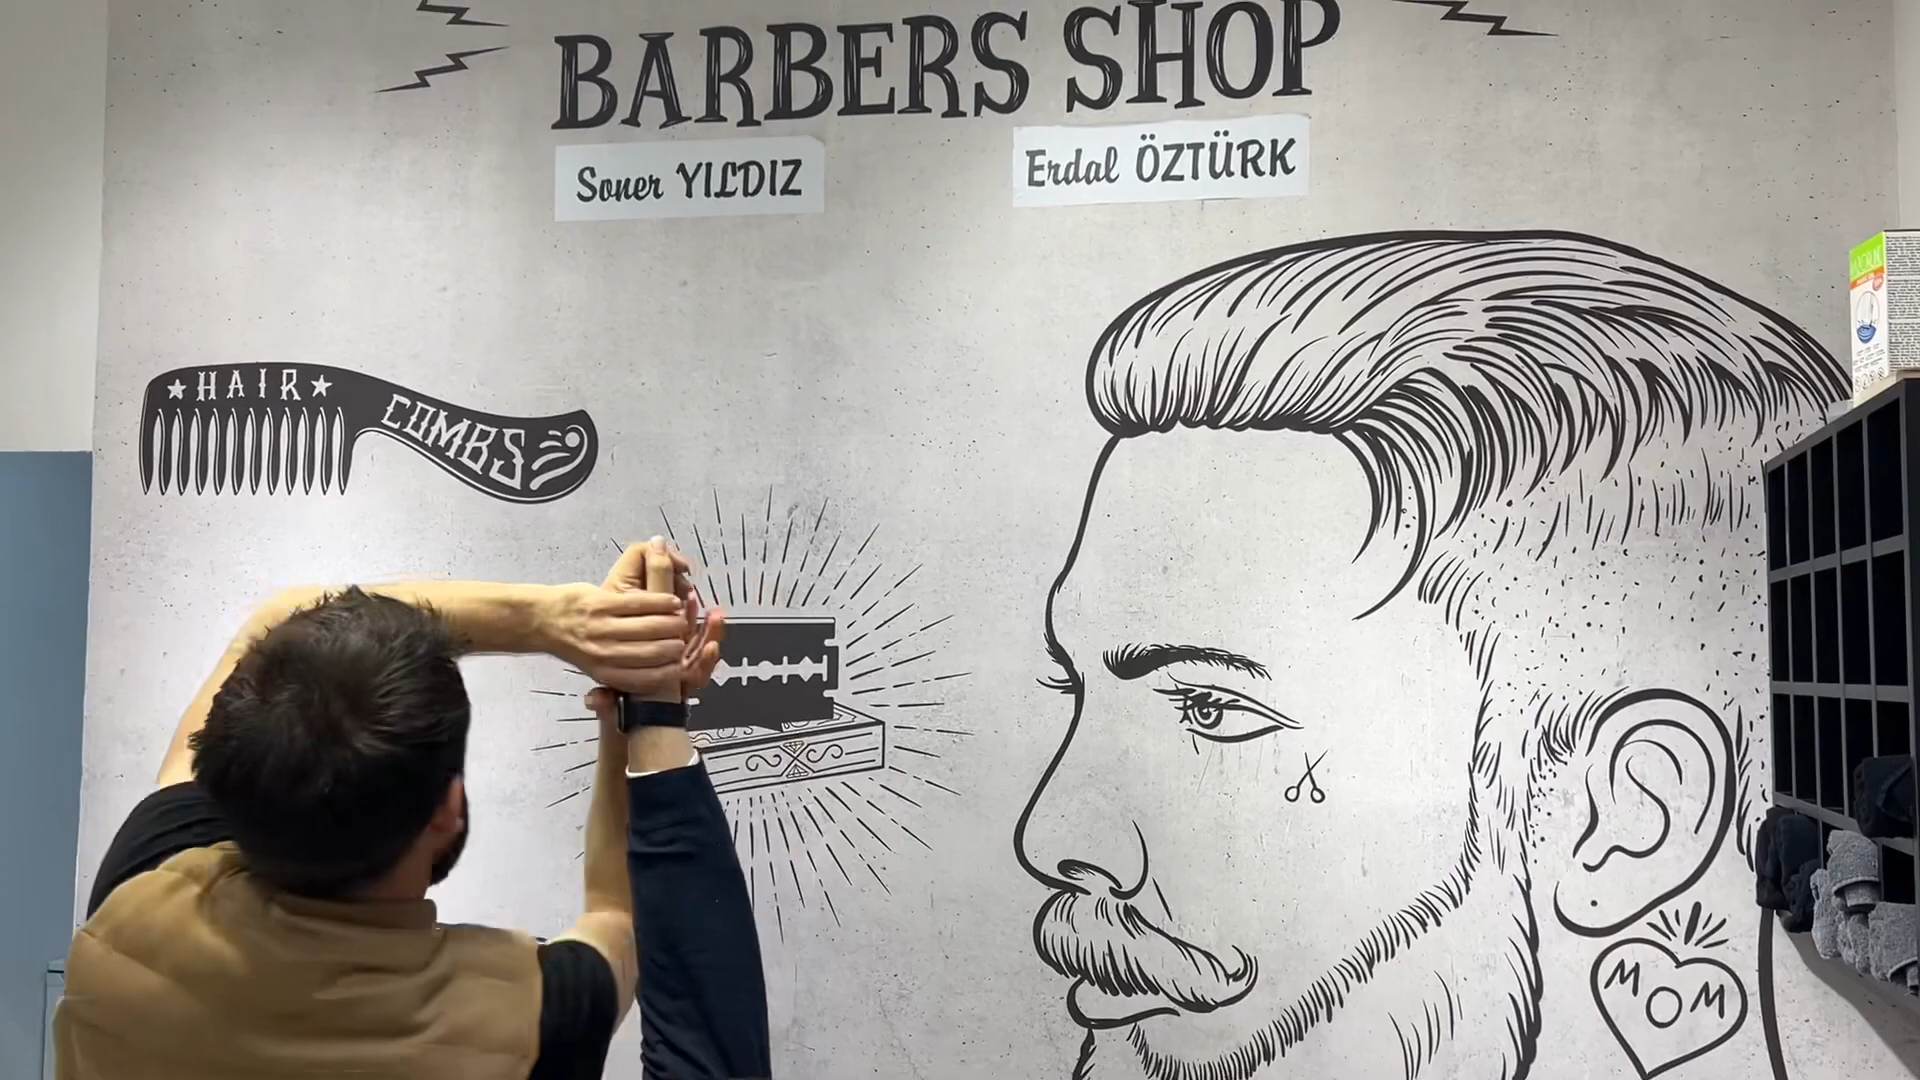 BARBERS SHOP
Soner YILDIZ
Erdal ÖZTÜRK
HAIR
COMBS
MOM